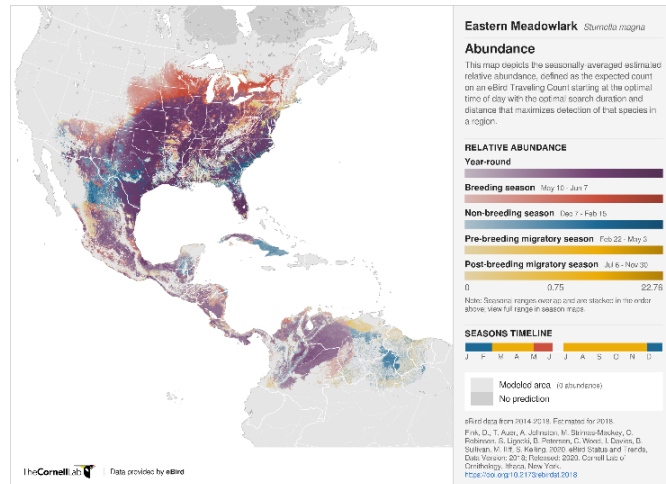 Eastern Meadowlark Sturnella magna
Abundance
This map depicts the seasonally-averaged estimated
relative abundance, defined as the expected count
on an eBird Traveling Count starting at the optimal
time of day with the optimal search duration and
distance that maximizes detection of that species in
a region.
RELATIVE ABUNDANCE
Year-round
Breeding season May 10 - Jun 7
Non-breeding season Dec 7 - Feb 15
Pre-breeding migratory season Feb 22 - May 3
Post-breeding migratory season Jul 6 - Nov 30
0 0.75 22.76
Note: Seasonal ranges overlap and are stacked in the order
above; view full range in season maps.
SEASONS TIMELINE
J F M A M J J A S O N D
Modeled area (0 abundance)
No prediction
eBird data from 2014-2018. Estimated for 2018.
Fink, D., T. Auer, A. Johnston, M. Strimas-Mackey, O.
Robinson, S. Ligocki, B. Petersen, C. Wood, I. Davies, B.
Sullivan, M. Iliff, S. Kelling. 2020. eBird Status and Trends,
Data Version: 2018; Released: 2020. Cornell Lab of
Ornithology, Ithaca, New York.
https://doi.org/10.2173/ebirdst.2018
TheCornellLab Data provided by eBird